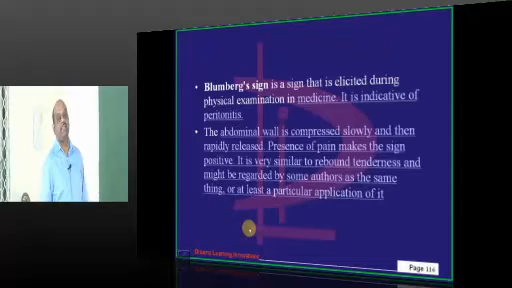 • Blumberg's sign is a sign that is elicited during
physical examination in medicine. It is indicative of
peritonitis.
• The abdominal wall is compressed slowly and then
rapidly released. Presence of pain makes the sign
positive. It is very similar to rebound tenderness and
might be regarded by some authors as the same
thing, or at least a particular application of it
Brainiz Learning Innovations
Page 116